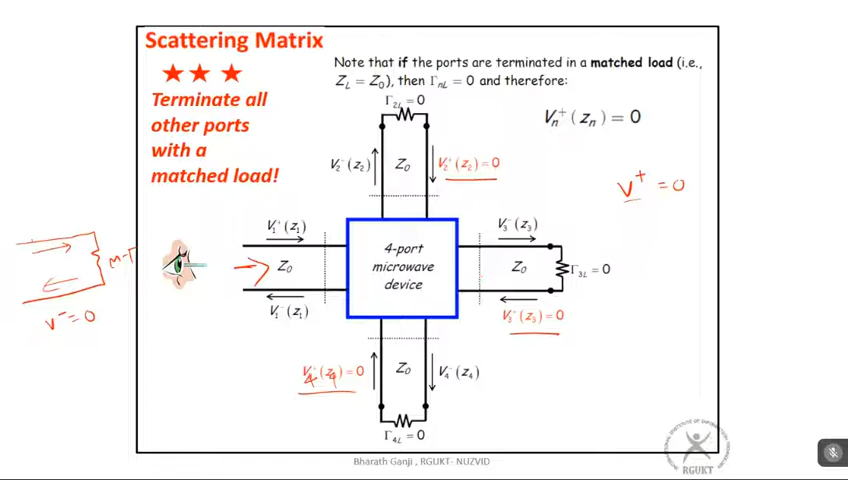 Scattering Matrix
★ ★ ★
Terminate all
other ports
with a
matched load!
Note that if the ports are terminated in a matched load (i.e.,
Z_L = Z_0), then Γ_nL = 0 and therefore:
V_n^+(z_n) = 0
V^+ = 0
Γ_2L = 0
V_2^-(z_2)
Z_0
V_2^+(z_2) = 0
V_1^+(z_1)
Z_0
V_1^-(z_1)
4-port
microwave
device
V_3^-(z_3)
Z_0
Γ_3L = 0
V_3^+(z_3) = 0
V^- = 0
V_4^+(z_4) = 0
Z_0
V_4^-(z_4)
Γ_4L = 0
Bharath Ganji , RGUKT- NUZVID
RGUKT